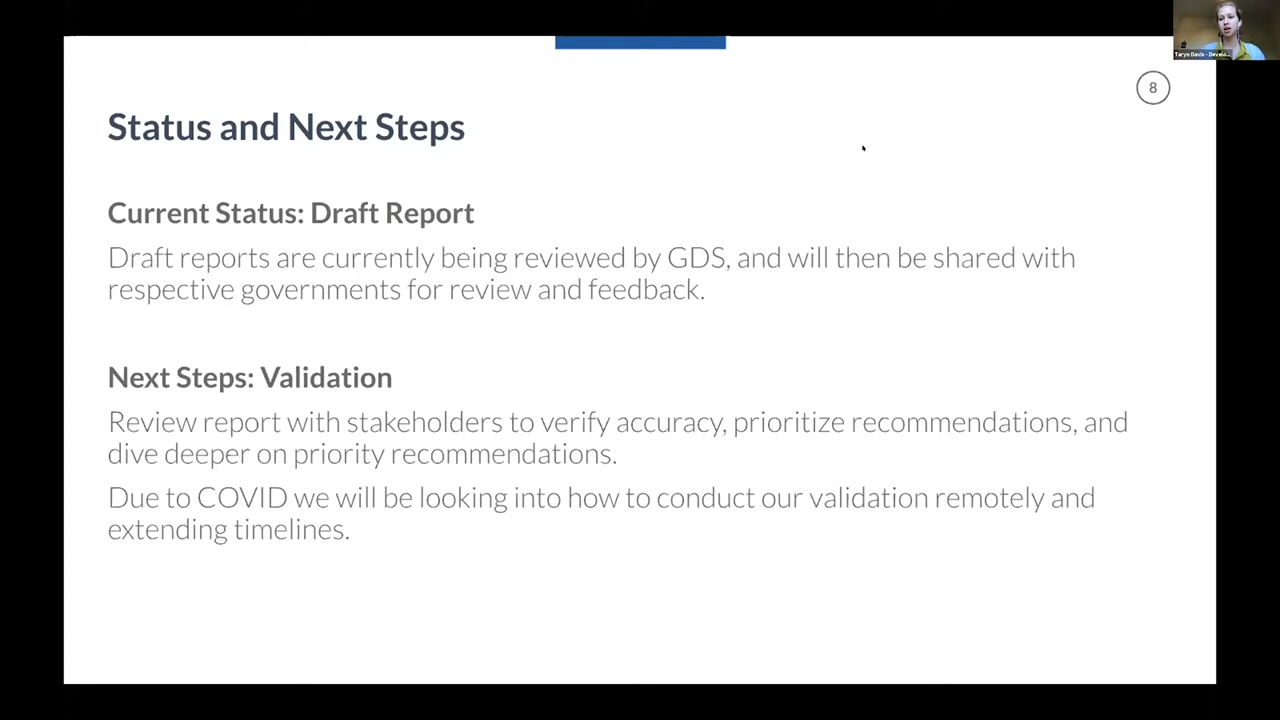 Taryn Davis - Develo...
8
Status and Next Steps
Current Status: Draft Report
Draft reports are currently being reviewed by GDS, and will then be shared with
respective governments for review and feedback.
Next Steps: Validation
Review report with stakeholders to verify accuracy, prioritize recommendations, and
dive deeper on priority recommendations.
Due to COVID we will be looking into how to conduct our validation remotely and
extending timelines.